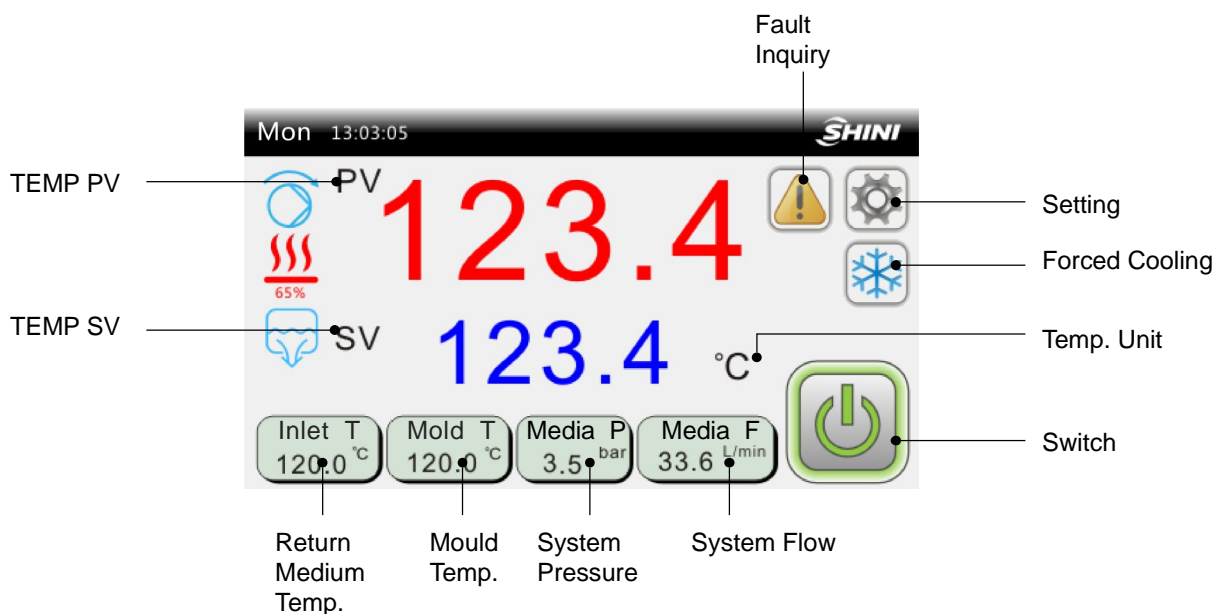 Fault
Inquiry
Mon 13:03:05
SHINI
TEMP PV
PV
123.4
Setting
65%
Forced Cooling
TEMP SV
SV
123.4
°C
Temp. Unit
Inlet T
120.0 °C
Mold T
120.0 °C
Media P
3.5 bar
Media F
33.6 L/min
Switch
Return
Medium
Temp.
Mould
Temp.
System
Pressure
System Flow